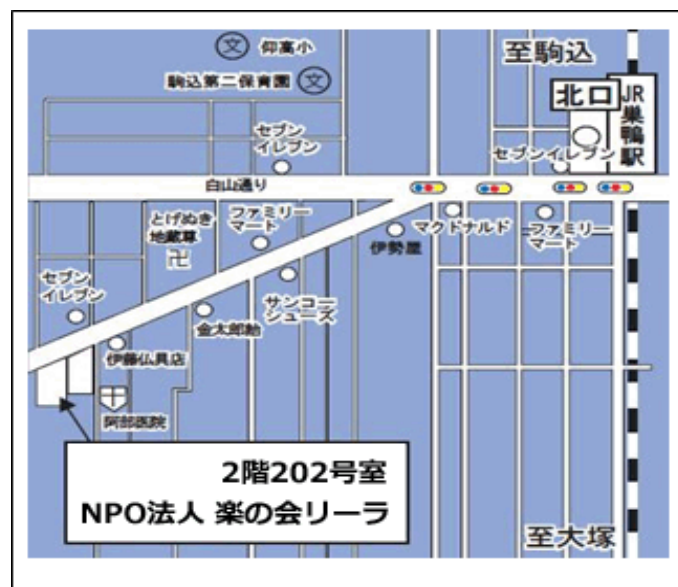 仰高小
文
至駒込
駒込第二保育園
文
北口
JR巣鴨駅
セブン
イレブン
セブンイレブン
白山通り
とげぬき
地蔵尊
ファミリー
マート
伊勢屋
マクドナルド
ファミリー
マート
セブン
イレブン
サンコー
シューズ
金太郎飴
伊藤仏具店
阿部医院
2階202号室
NPO法人 楽の会リーラ
至大塚